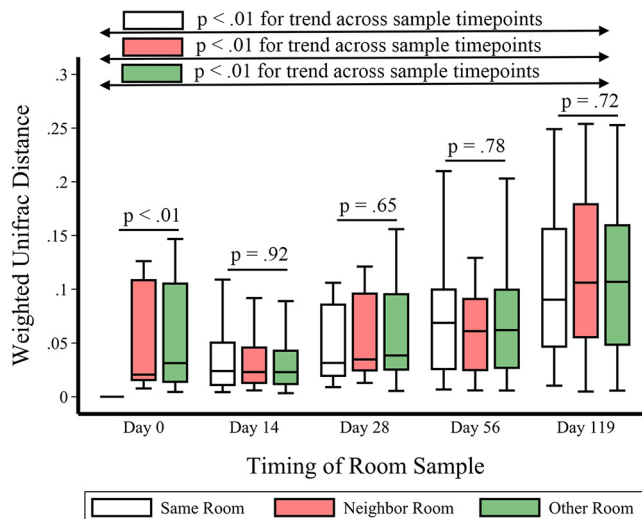 p < .01 for trend across sample timepoints
p < .01 for trend across sample timepoints
p < .01 for trend across sample timepoints
Weighted Unifrac Distance
.3
.25
.2
.15
.1
.05
0
p < .01
p = .92
p = .65
p = .78
p = .72
Day 0 Day 14 Day 28 Day 56 Day 119
Timing of Room Sample
Same Room Neighbor Room Other Room